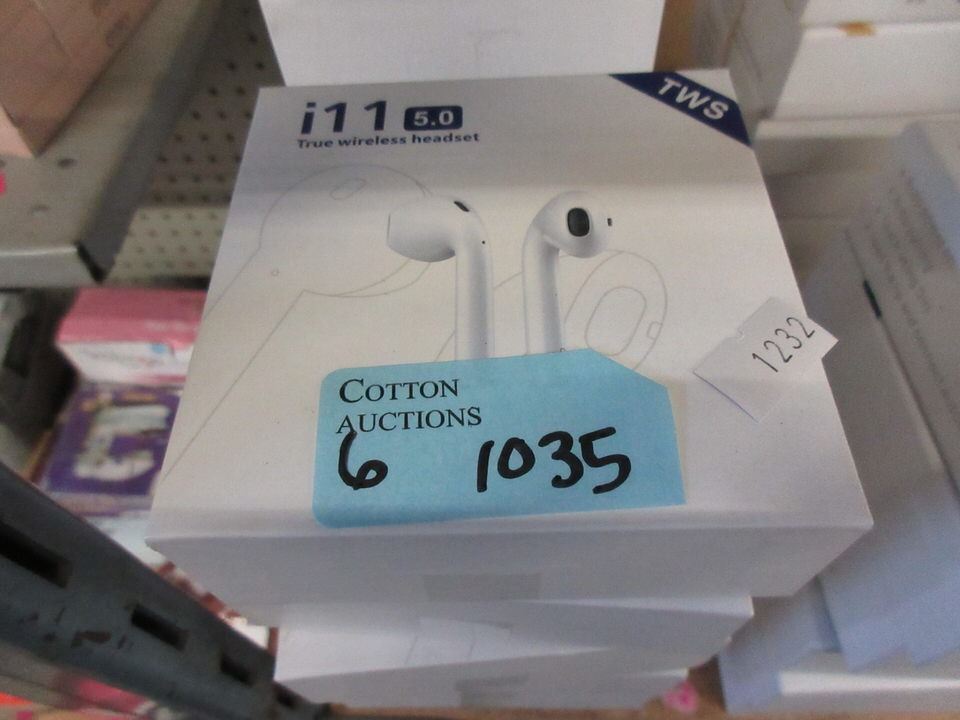 i11 5.0
TWS
True wireless headset
1232
COTTON
AUCTIONS
6 1035